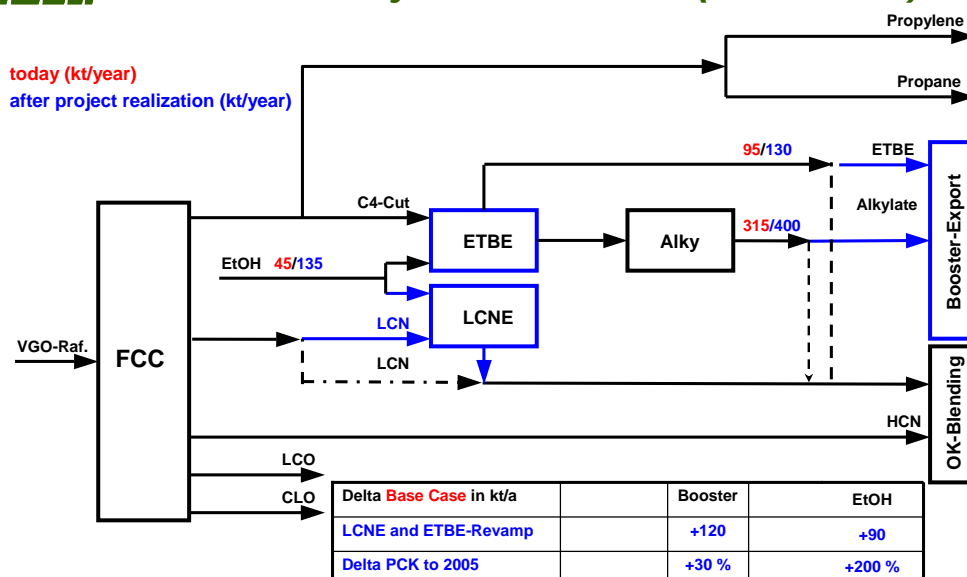 Propylene
today (kt/year)
Propane
after project realization (kt/year)
95/130
ETBE
C4-Cut
Alkylate
ETBE
Alky
315/400
Booster-Export
EtOH 45/135
LCN
LCNE
VGO-Raf.
FCC
LCN
HCN
OK-Blending
LCO
CLO
Delta Base Case in kt/a Booster EtOH
LCNE and ETBE-Revamp +120 +90
Delta PCK to 2005 +30 % +200 %